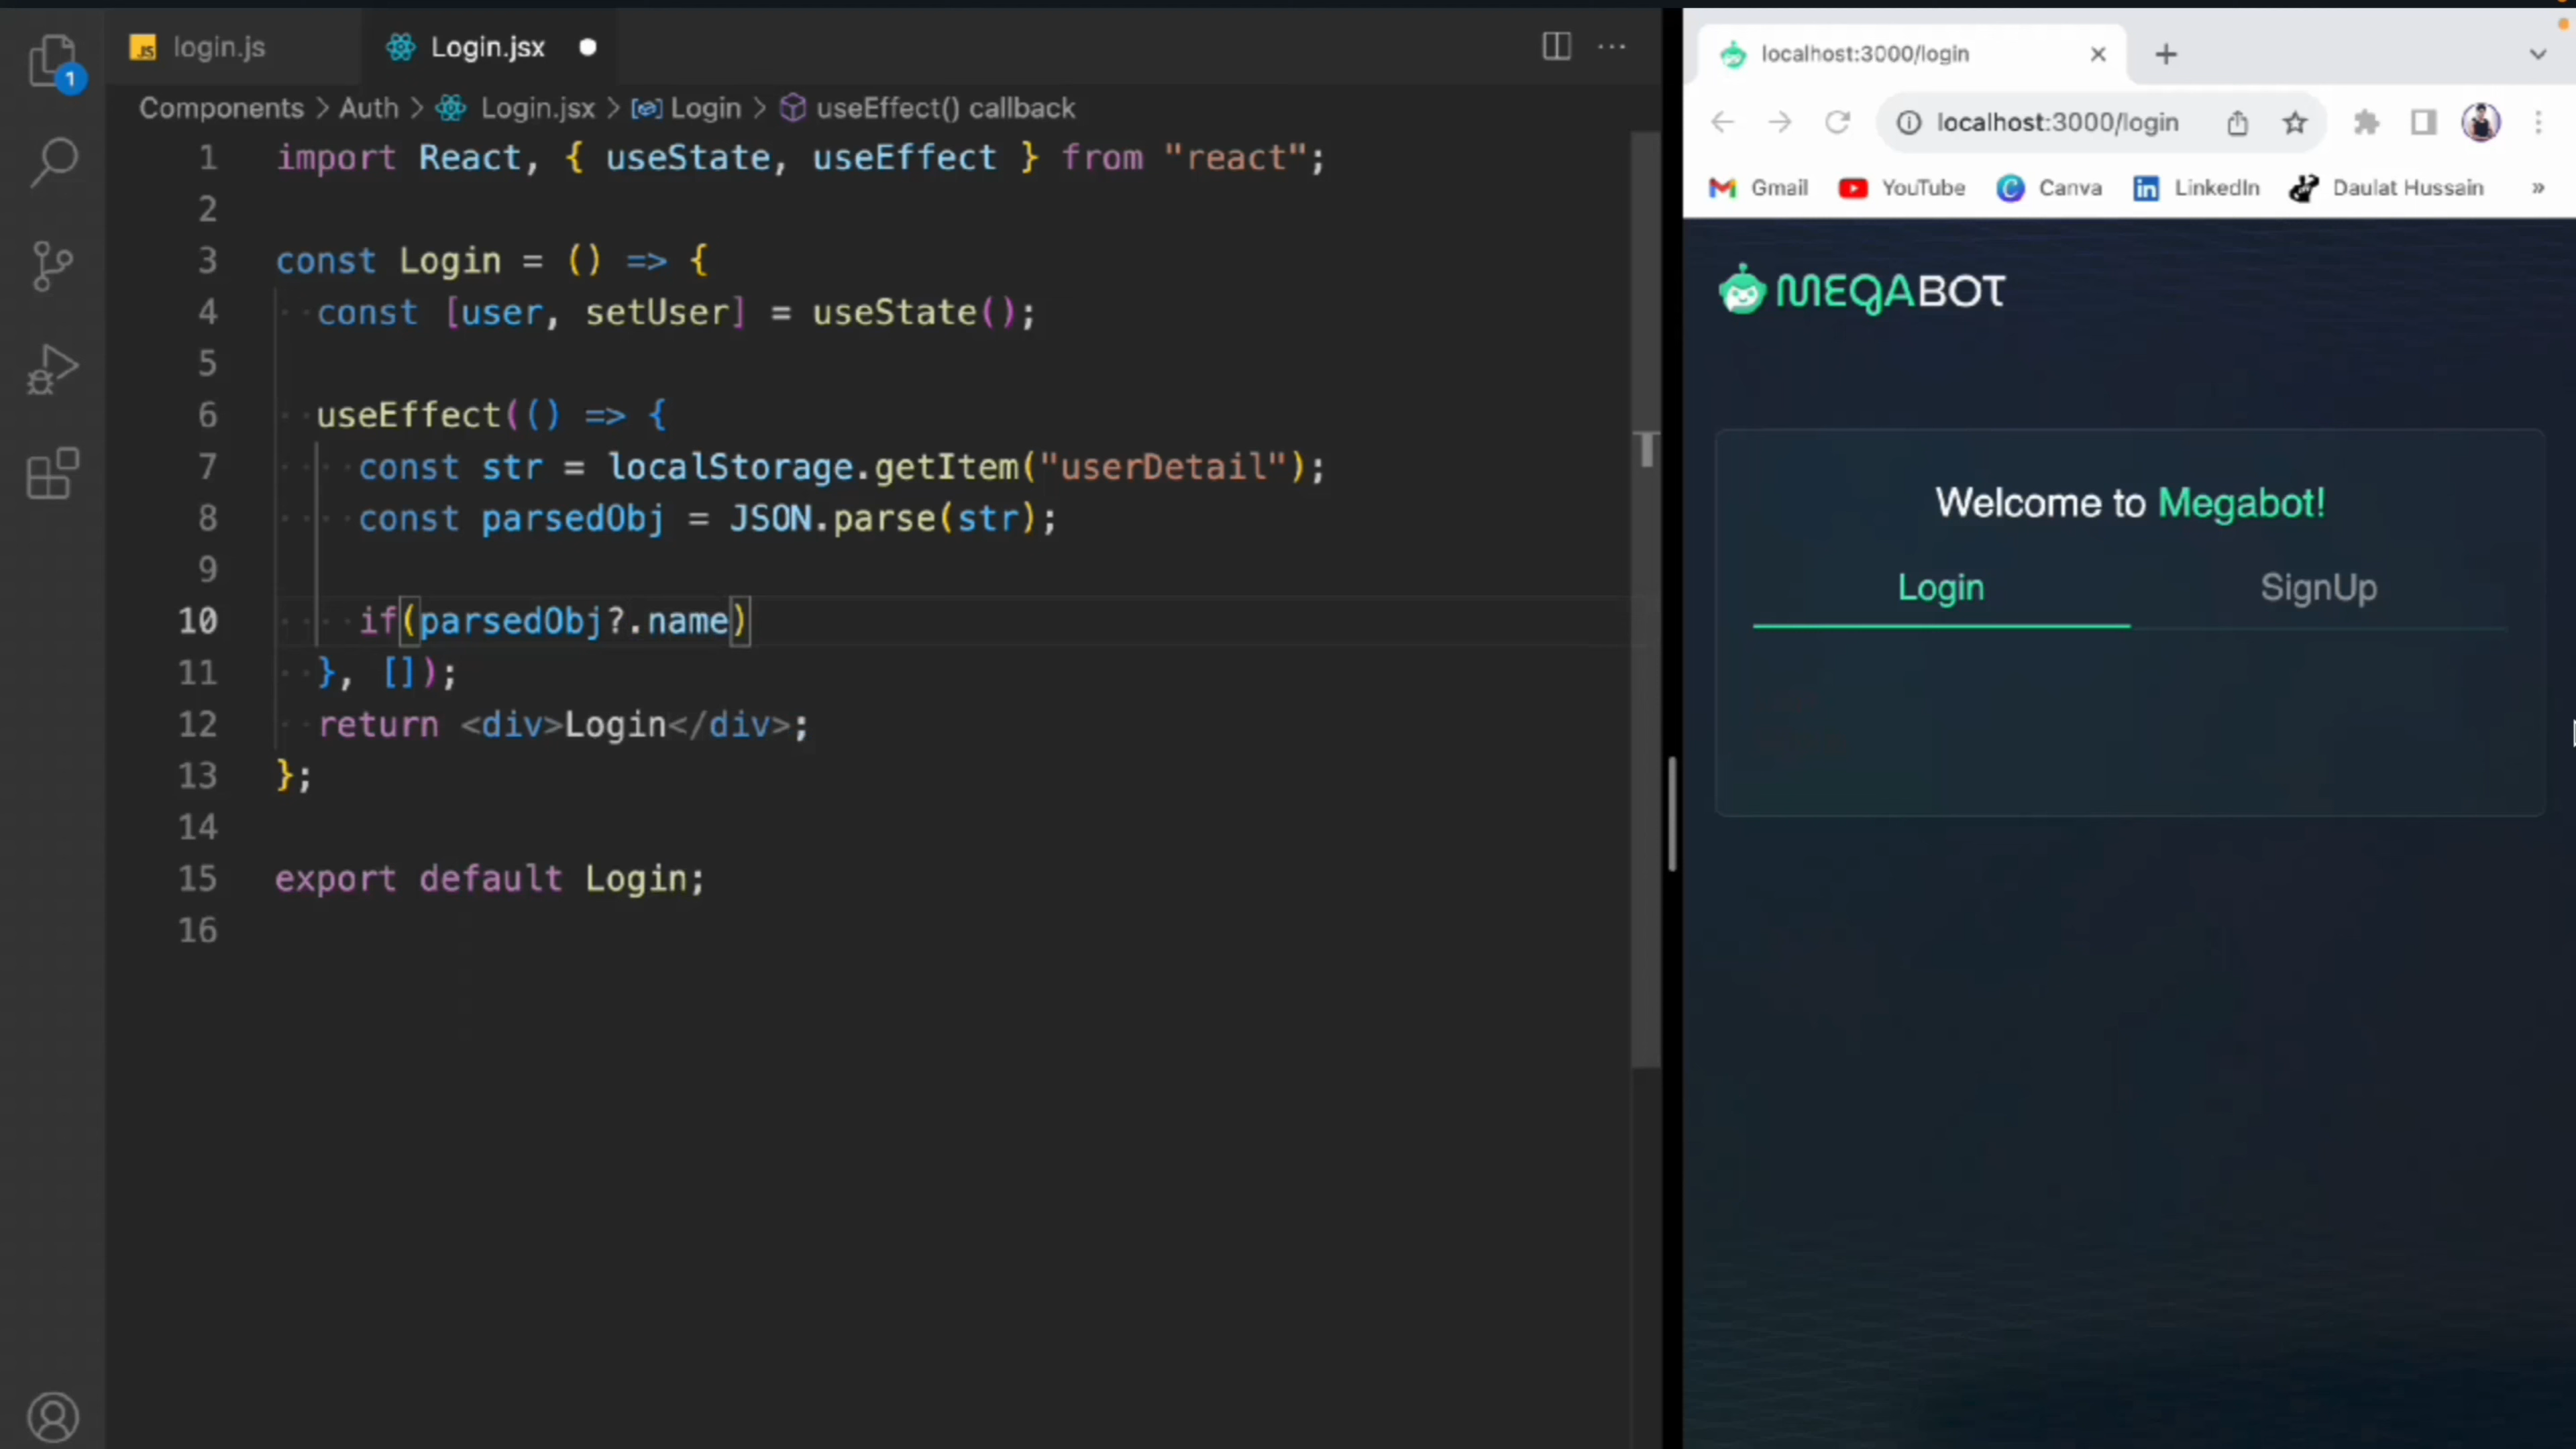 login.js
Login.jsx
Components > Auth > Login.jsx > Login > useEffect() callback
1
1 import React, { useState, useEffect } from "react";
2
3 const Login = () => {
4 const [user, setUser] = useState();
5
6 useEffect(() => {
7 const str = localStorage.getItem("userDetail");
8 const parsedObj = JSON.parse(str);
9
10 if(parsedObj?.name)
11 }, []);
12 return <div>Login</div>;
13 };
14
15 export default Login;
16
localhost:3000/login
localhost:3000/login
Gmail YouTube Canva LinkedIn Daulat Hussain »
MEGABOT
Welcome to Megabot!
Login SignUp